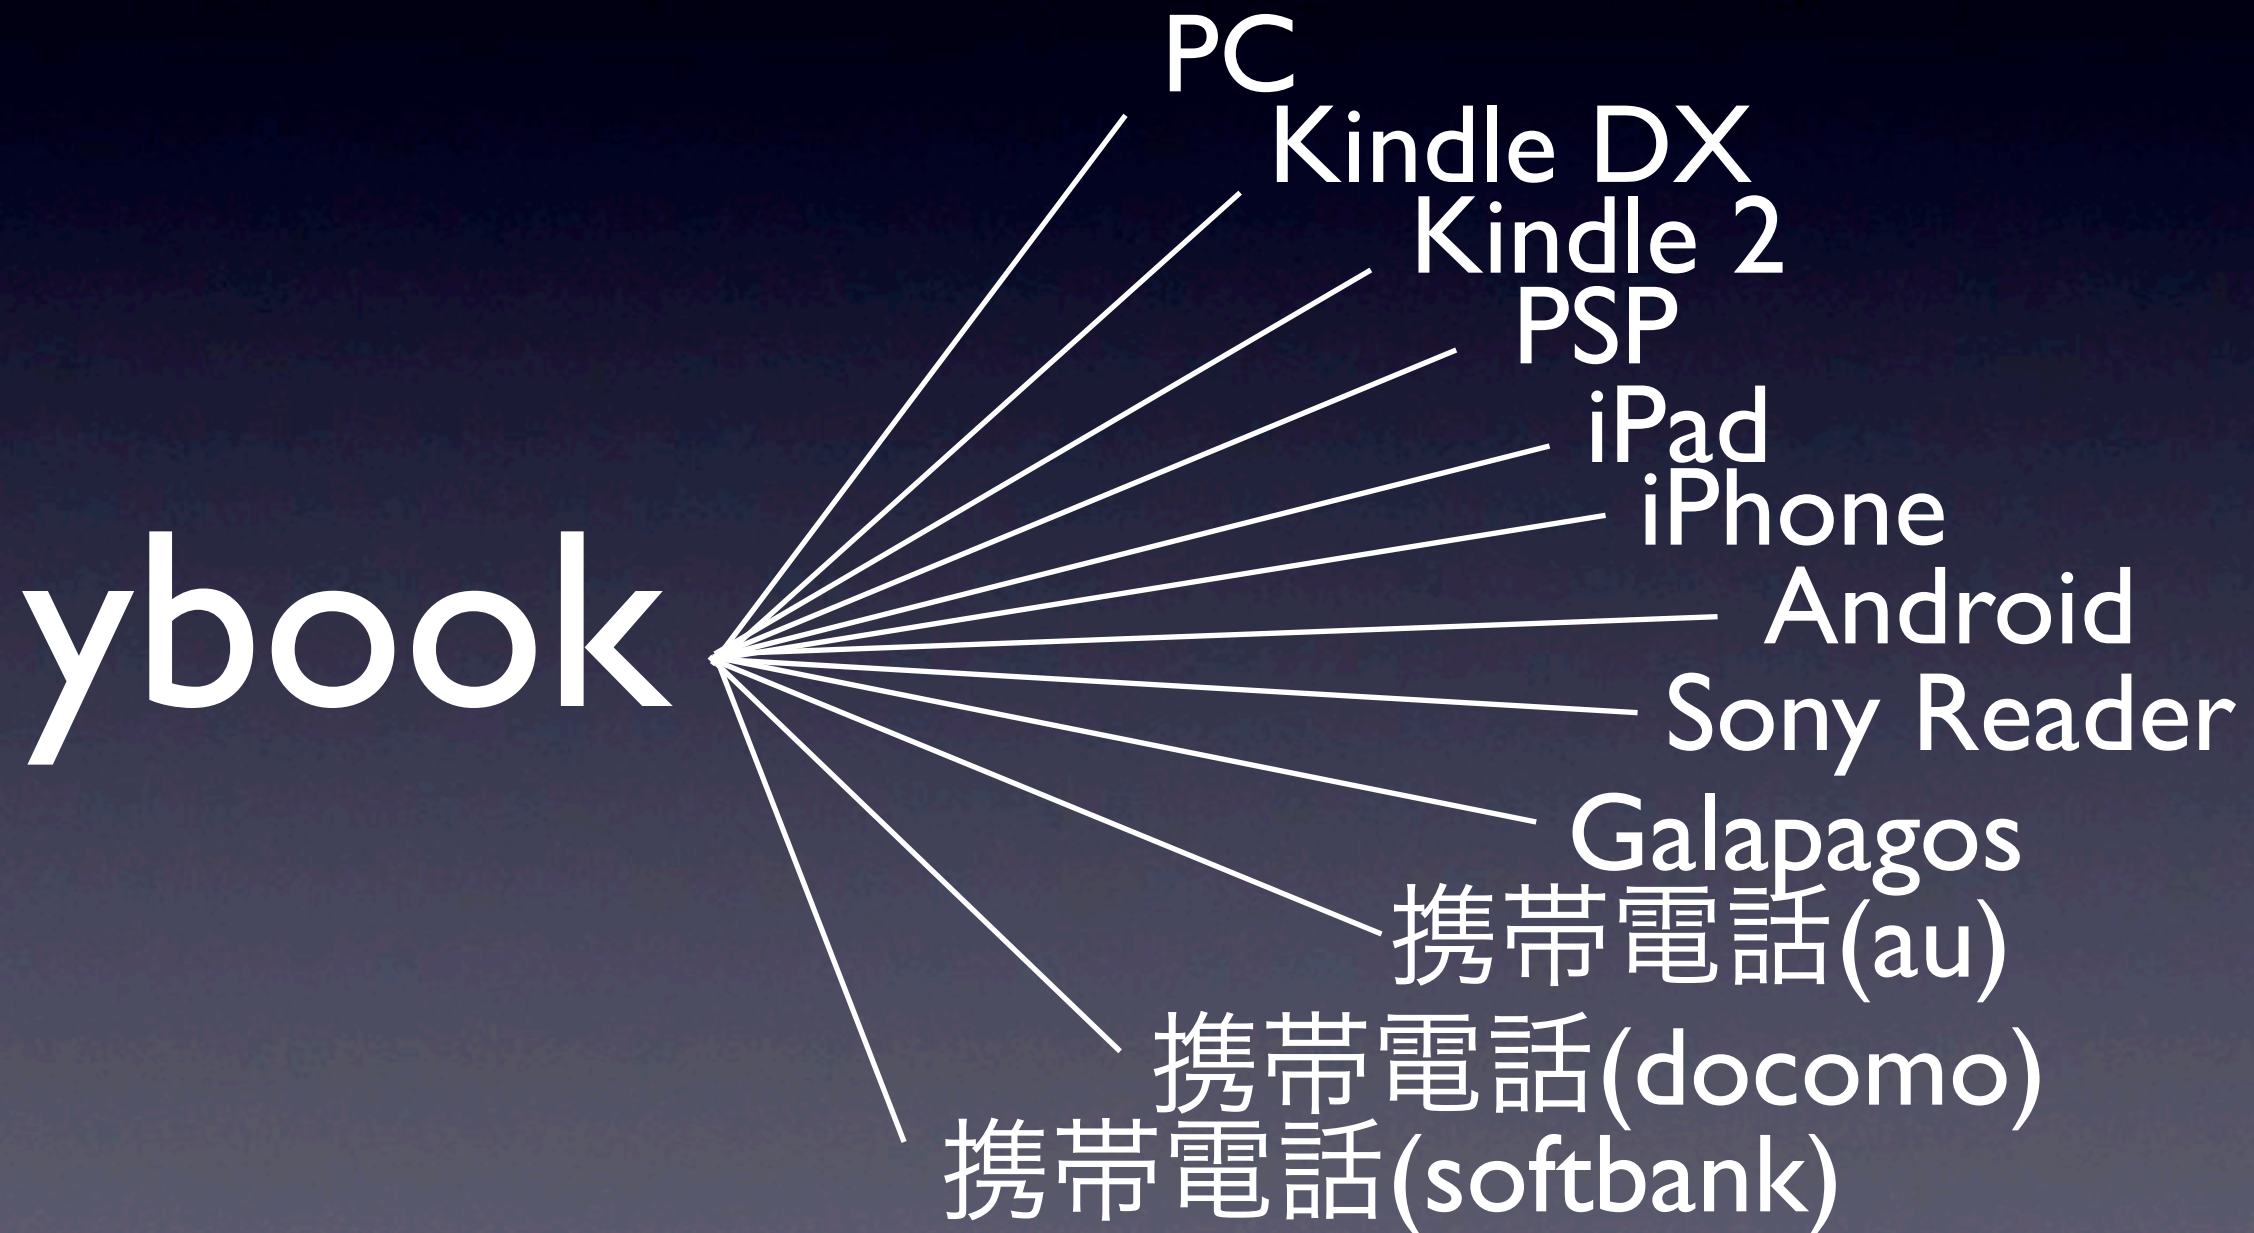 ybook
PC
Kindle DX
Kindle 2
PSP
iPad
iPhone
Android
Sony Reader
Galapagos
携帯電話(au)
携帯電話(docomo)
携帯電話(softbank)